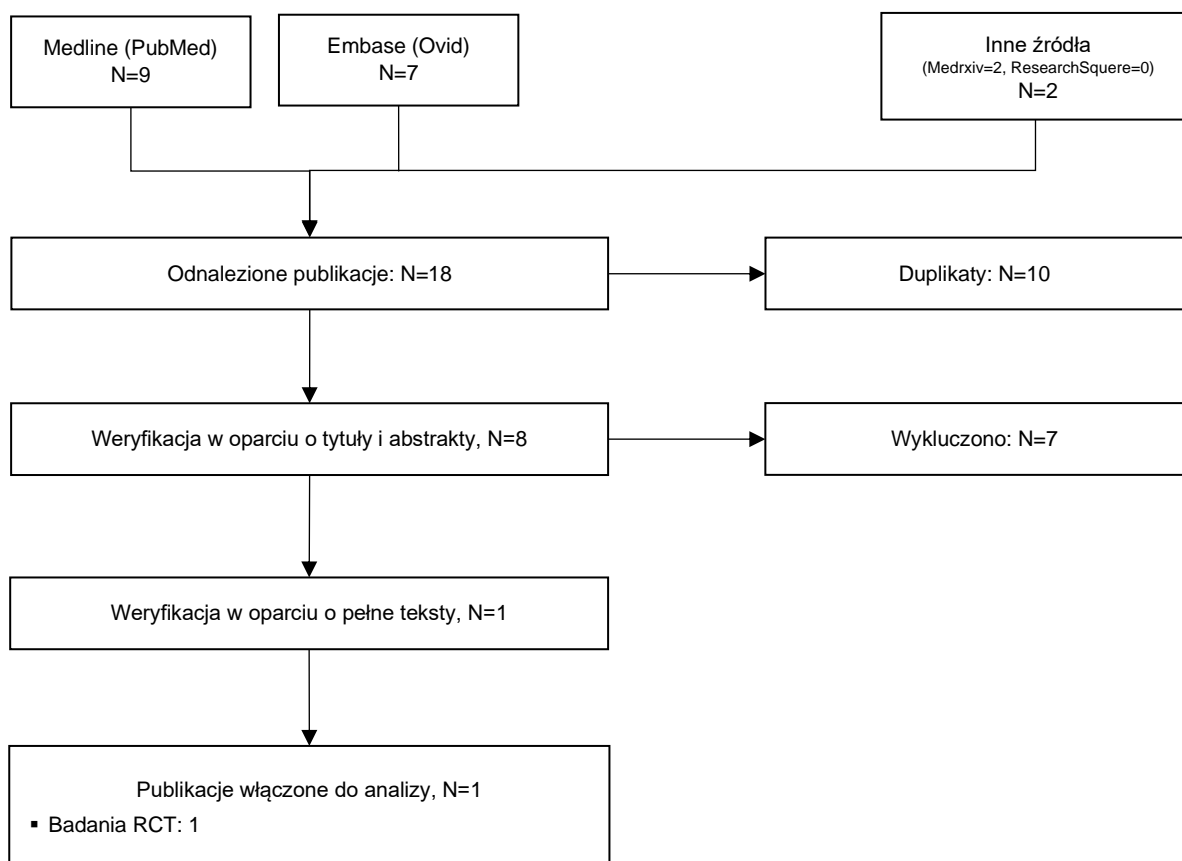 Medline (PubMed)
N=9
Embase (Ovid)
N=7
Inne źródła
(Medrxiv=2, ResearchSquere=0)
N=2
Odnalezione publikacje: N=18
Duplikaty: N=10
Weryfikacja w oparciu o tytuły i abstrakty, N=8
Wykluczono: N=7
Weryfikacja w oparciu o pełne teksty, N=1
Publikacje włączone do analizy, N=1
▪ Badania RCT: 1